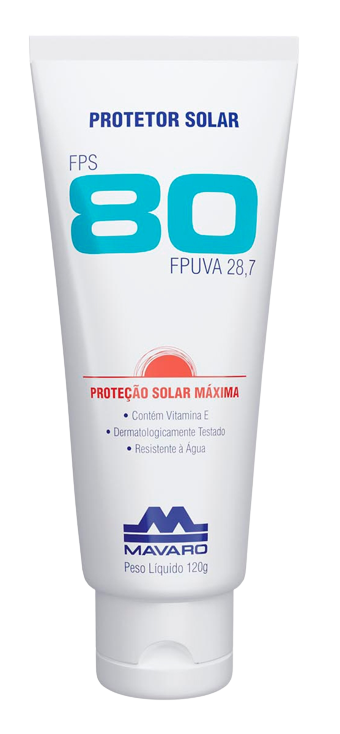 PROTETOR SOLAR
FPS
80
FPUVA 28,7
PROTEÇÃO SOLAR MÁXIMA
• Contém Vitamina E
• Dermatologicamente Testado
• Resistente à Água
MAVARO
Peso Líquido 120g